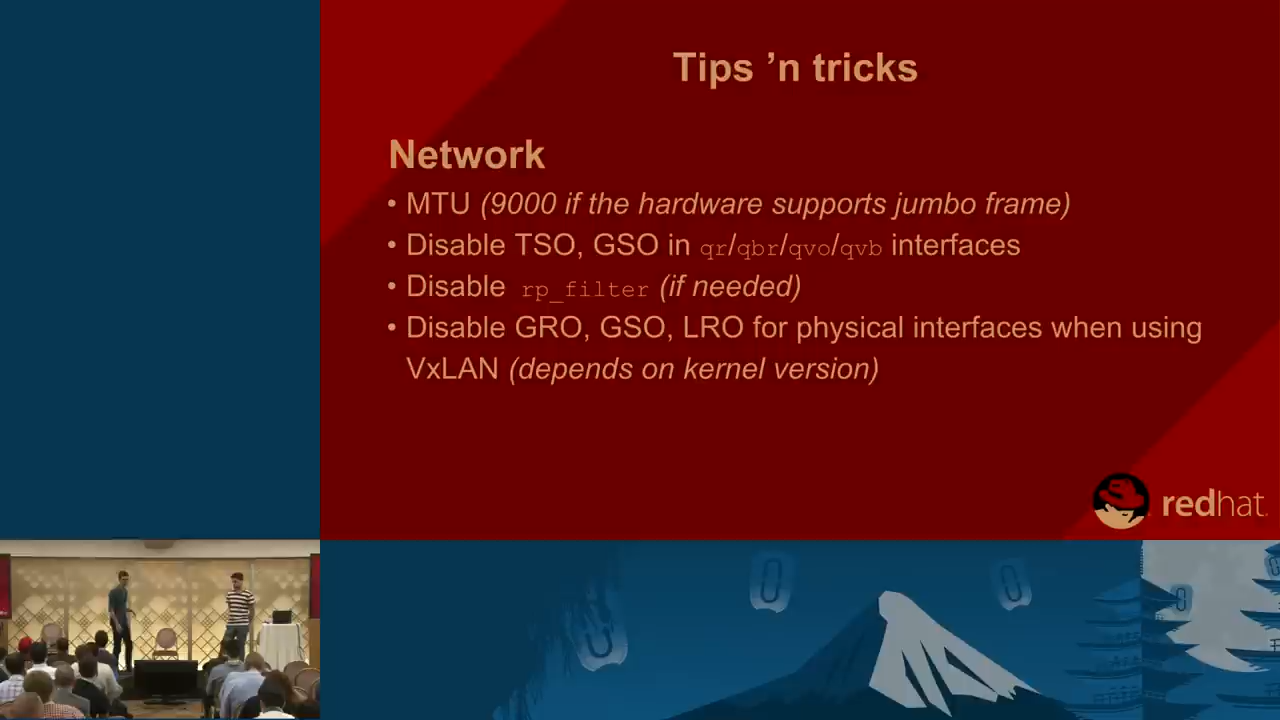 Tips ’n tricks
Network
• MTU (9000 if the hardware supports jumbo frame)
• Disable TSO, GSO in qr/qbr/qvo/qvb interfaces
• Disable rp_filter (if needed)
• Disable GRO, GSO, LRO for physical interfaces when using
VxLAN (depends on kernel version)
redhat.